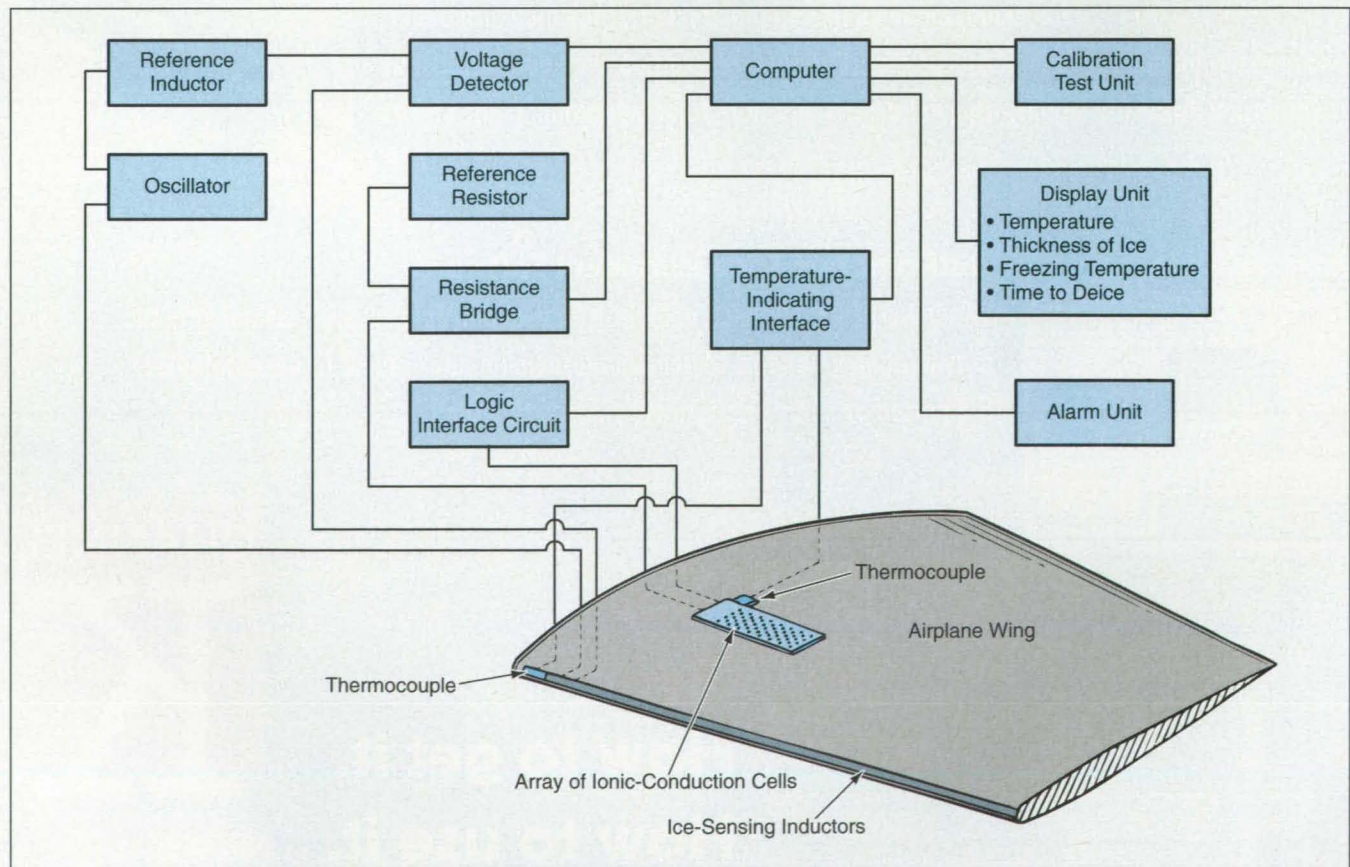 Reference
Inductor
Voltage
Detector
Computer
Calibration
Test Unit
Oscillator
Reference
Resistor
Display Unit
• Temperature
• Thickness of Ice
• Freezing Temperature
• Time to Deice
Resistance
Bridge
Temperature-
Indicating
Interface
Logic
Interface Circuit
Alarm Unit
Thermocouple
Airplane Wing
Thermocouple
Array of Ionic-Conduction Cells
Ice-Sensing Inductors